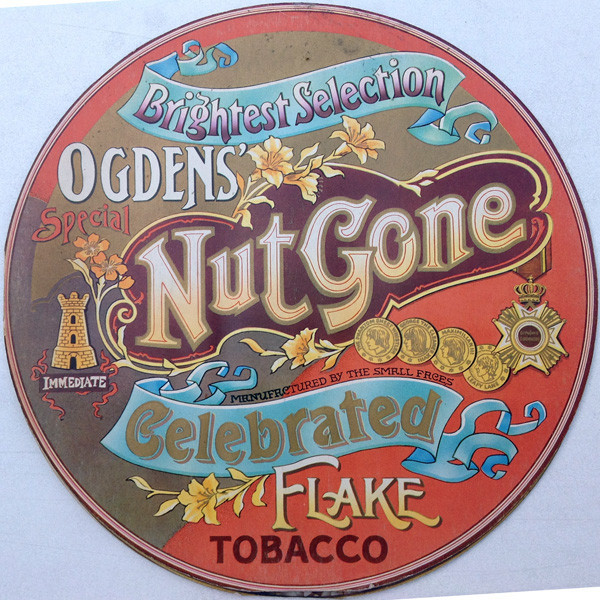 Brightest Selection
OGDENS'
Special
Nut Gone
IMMEDIATE
MANUFACTURED BY THE SMALL FACES
Celebrated
FLAKE
TOBACCO